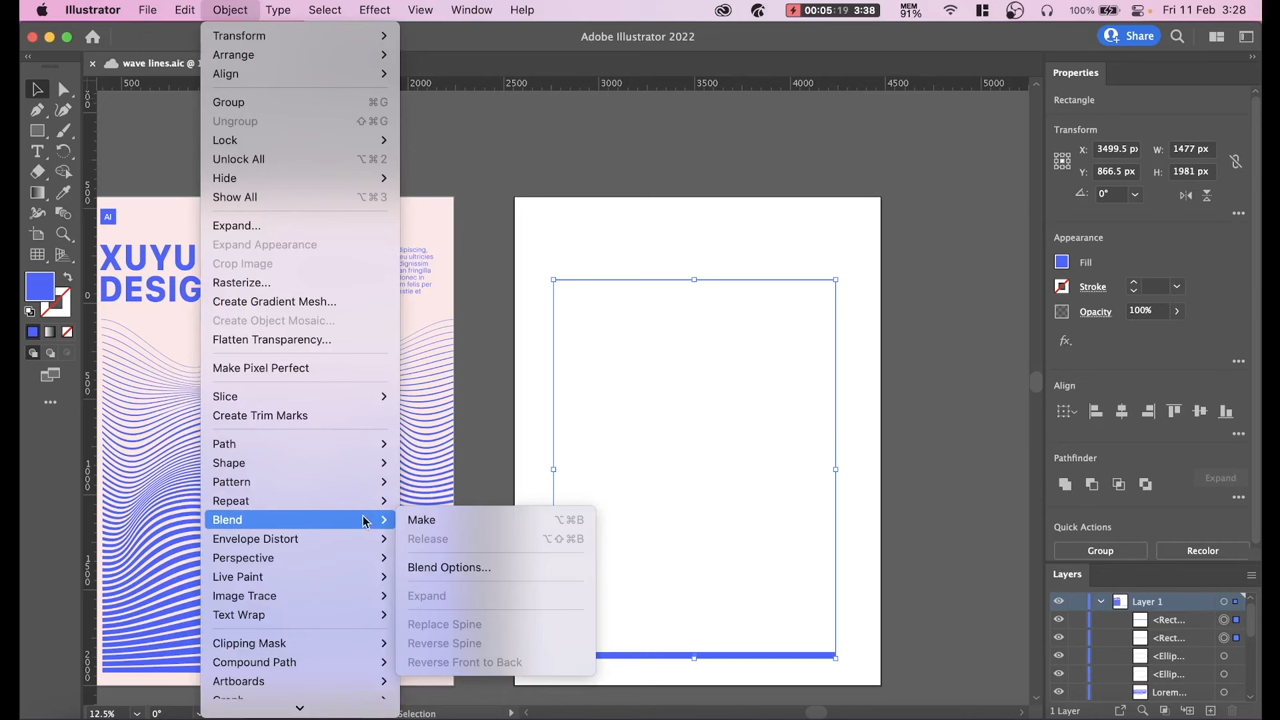 Illustrator File Edit Object Type Select Effect View Window Help
00:05:19 3:38 MEM 91% 100% Fri 11 Feb 3:28
Adobe Illustrator 2022
Share
wave lines.aic @
500 2000 2500 3000 3500 4000 4500 5000
AI
XUYU
DESIG
Transform
Arrange
Align
Group ⌘G
Ungroup ⇧⌘G
Lock
Unlock All ⌥⌘2
Hide
Show All ⌥⌘3
Expand...
Expand Appearance
Crop Image
Rasterize...
Create Gradient Mesh...
Create Object Mosaic...
Flatten Transparency...
Make Pixel Perfect
Slice
Create Trim Marks
Path
Shape
Pattern
Repeat
Blend
Envelope Distort
Perspective
Live Paint
Image Trace
Text Wrap
Clipping Mask
Compound Path
Artboards
Make ⌥⌘B
Release ⌥⇧⌘B
Blend Options...
Expand
Replace Spine
Reverse Spine
Reverse Front to Back
Properties
Rectangle
Transform
X: 3499.5 px W: 1477 px
Y: 866.5 px H: 1981 px
0°
Appearance
Fill
Stroke
Opacity 100%
fx.
Align
Pathfinder
Expand
Quick Actions
Group Recolor
Layers
Layer 1
<Rect...
<Rect...
<Ellip...
<Ellip...
Lorem...
1 Layer
12.5% 0° Selection